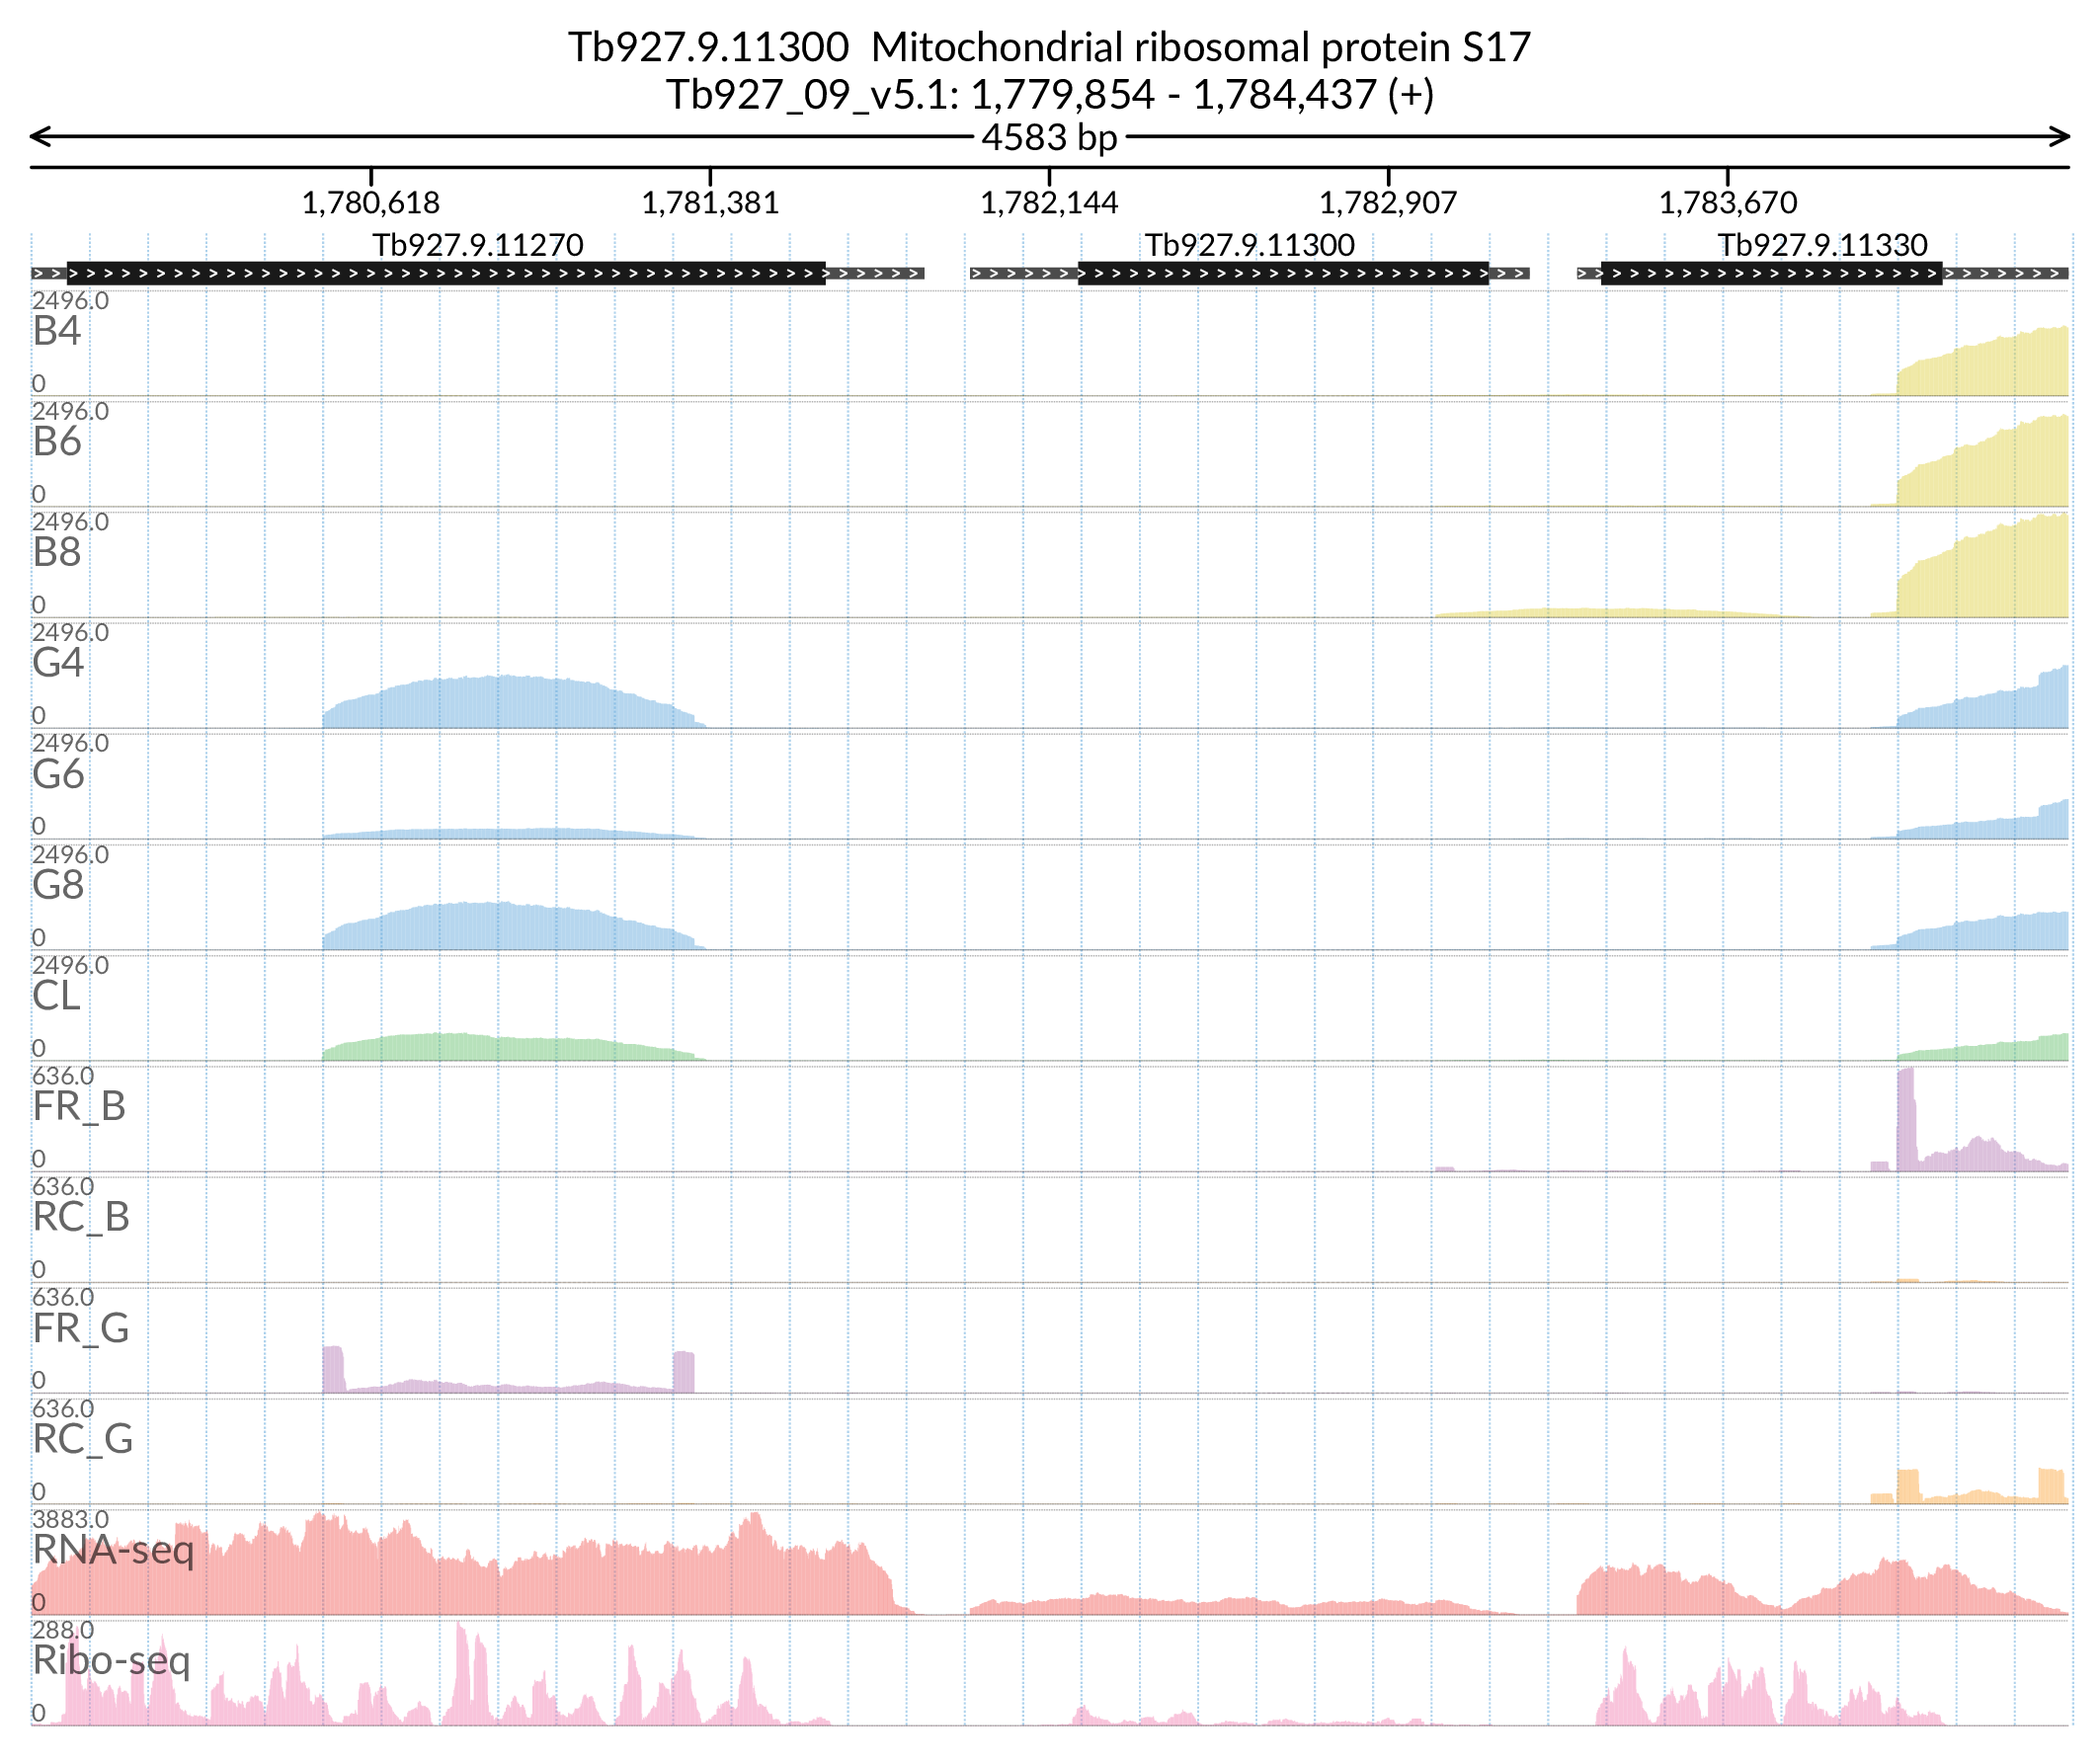 Tb927.9.11300  Mitochondrial ribosomal protein S17
Tb927_09_v5.1: 1,779,854 - 1,784,437 (+)
4583 bp
1,780,618 1,781,381 1,782,144 1,782,907 1,783,670
Tb927.9.11270 Tb927.9.11300 Tb927.9.11330
2496.0
B4
0
2496.0
B6
0
2496.0
B8
0
2496.0
G4
0
2496.0
G6
0
2496.0
G8
0
2496.0
CL
0
636.0
FR_B
0
636.0
RC_B
0
636.0
FR_G
0
636.0
RC_G
0
3883.0
RNA-seq
0
288.0
Ribo-seq
0